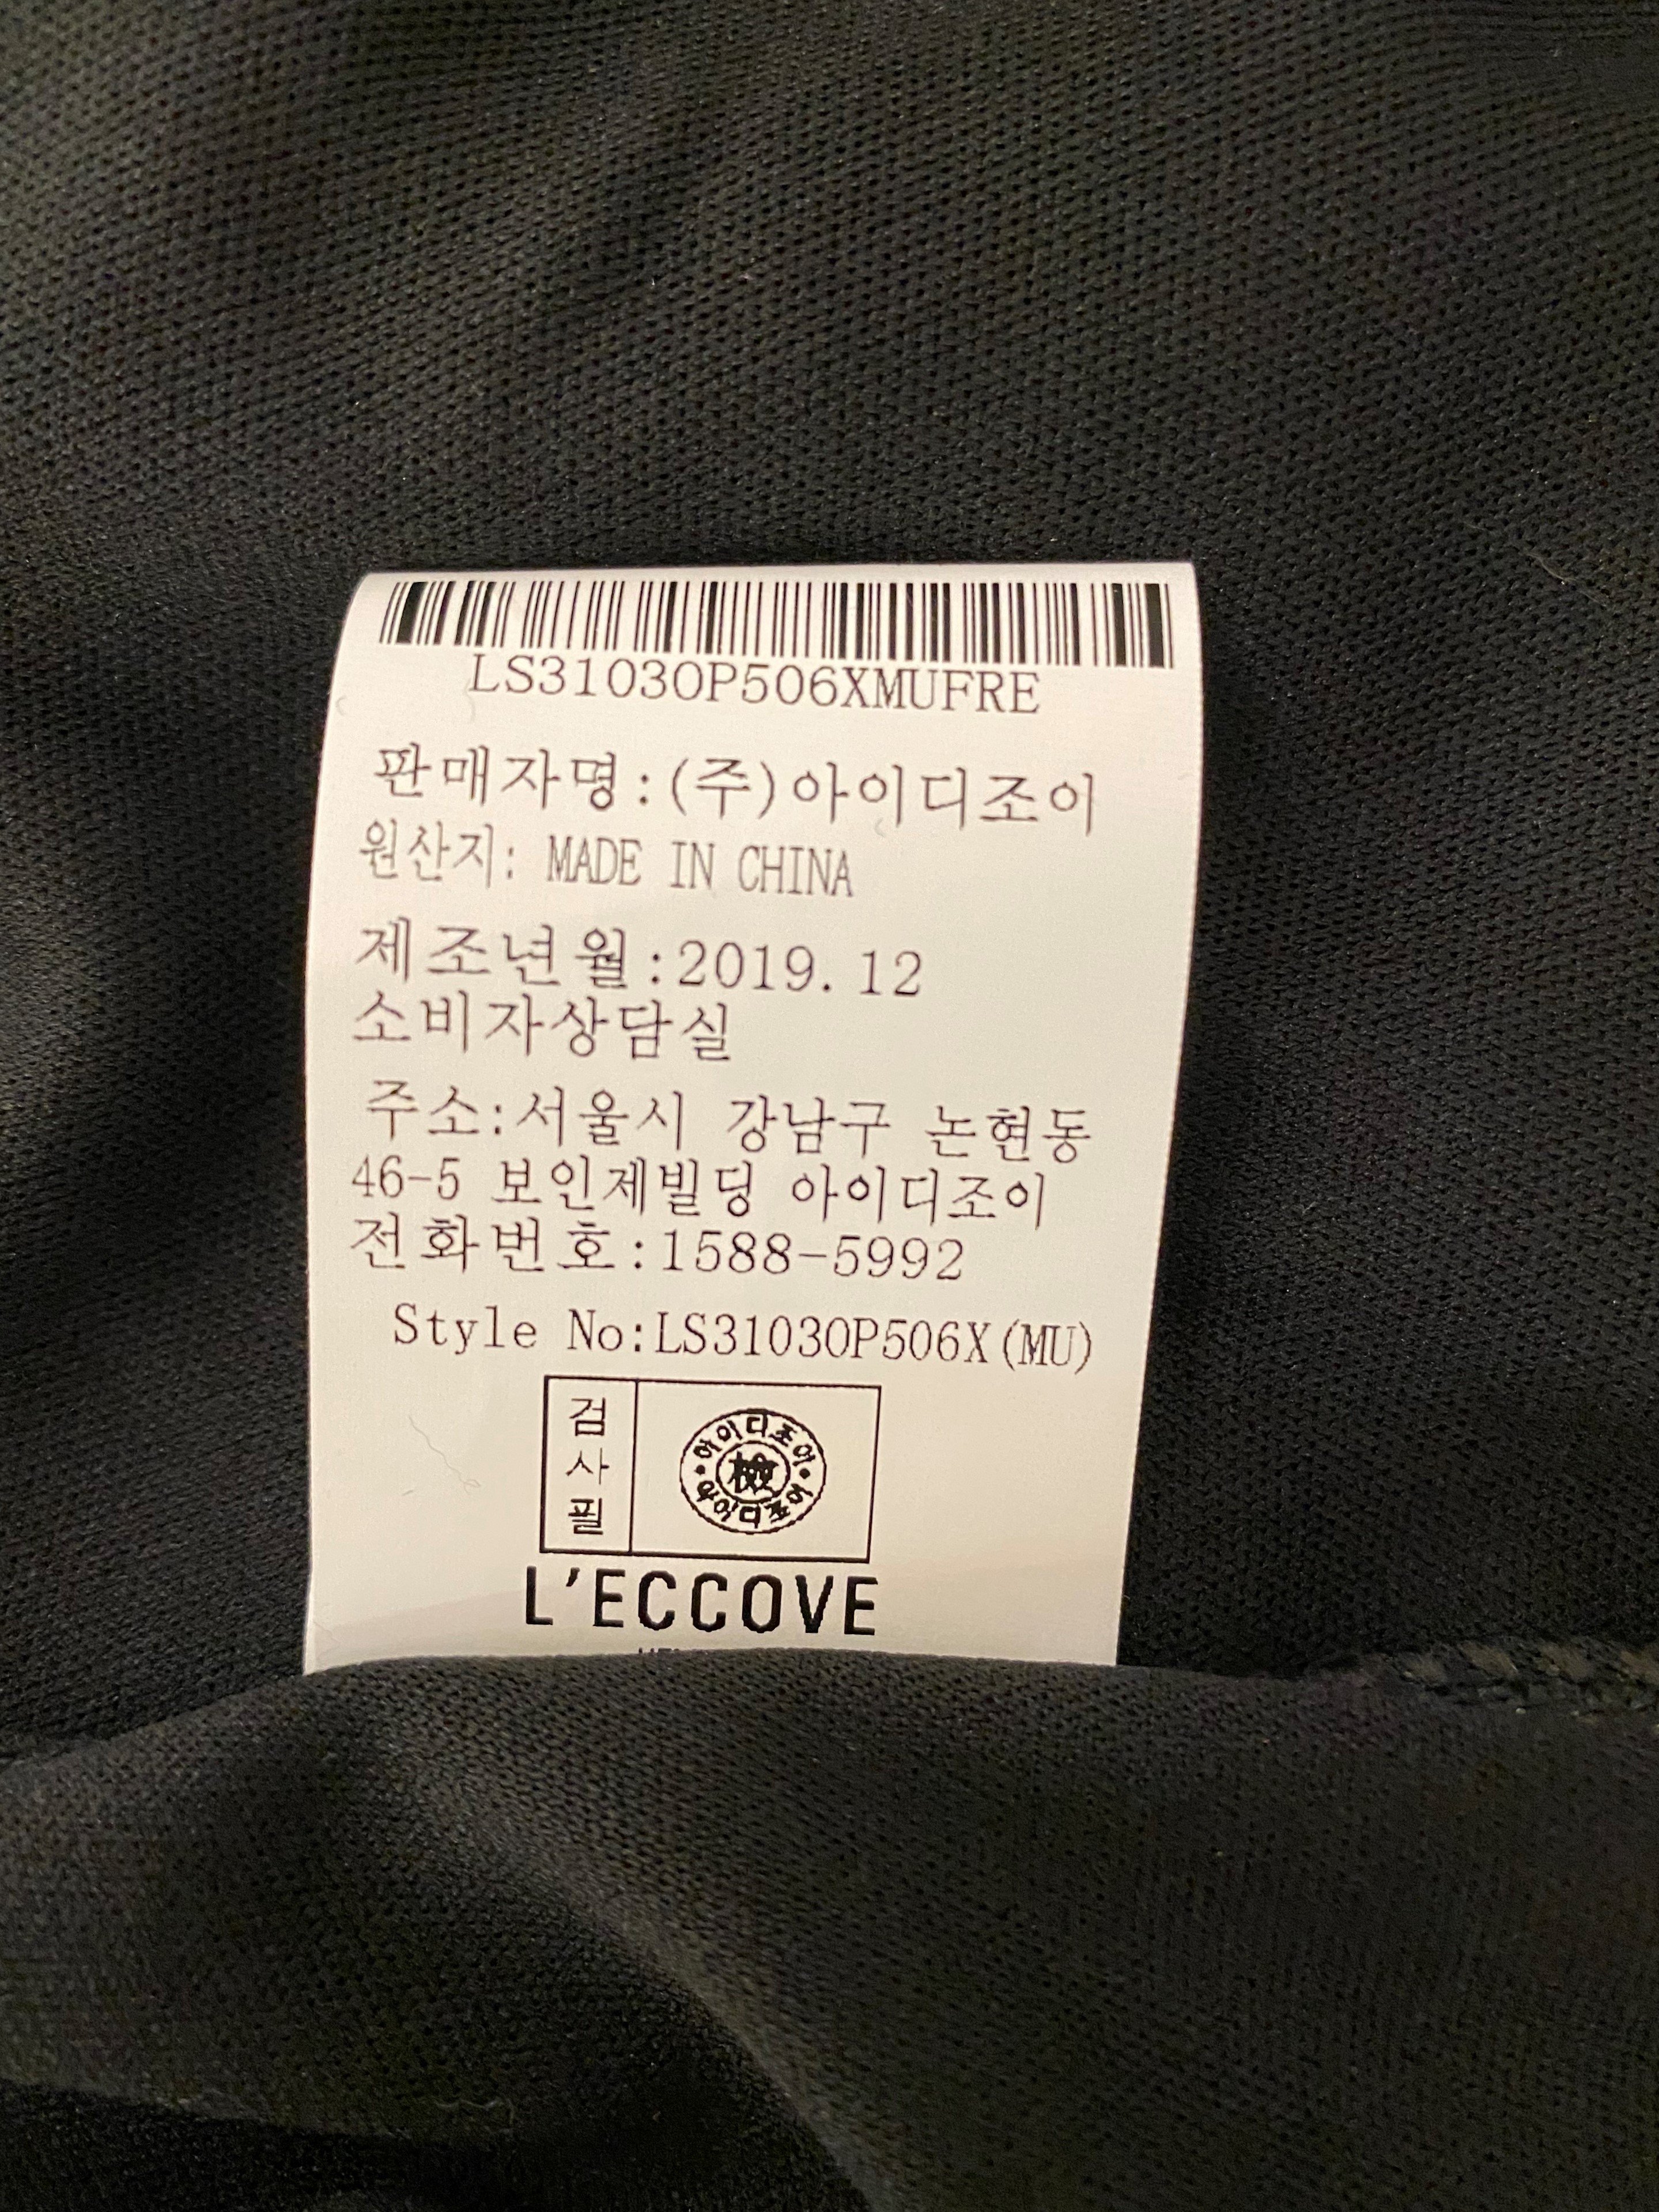 LS31030P506XMUFRE
판매자명:(주)아이디조이
원산지: MADE IN CHINA
제조년월:2019.12
소비자상담실
주소:서울시 강남구 논현동
46-5 보인제빌딩 아이디조이
전화번호:1588-5992
Style No:LS31030P506X(MU)
검
사
필
아이디조이
檢
아이디조이
L'ECCOVE